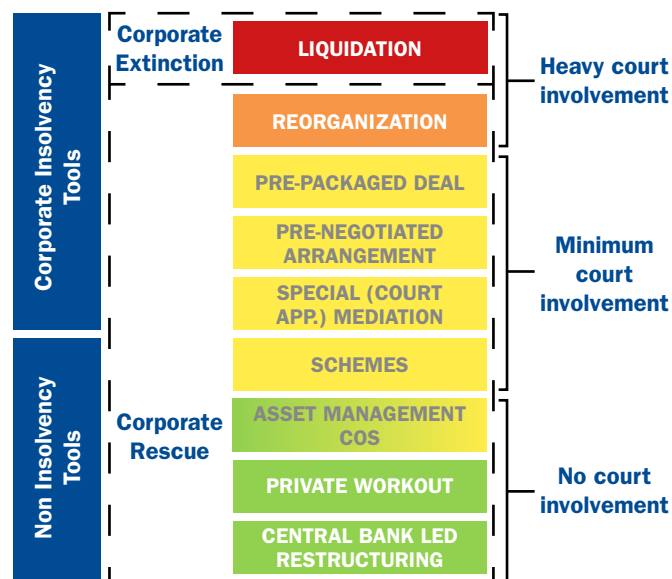 Corporate Insolvency
Tools
Non Insolvency
Tools
Corporate
Extinction
Corporate
Rescue
LIQUIDATION
REORGANIZATION
PRE-PACKAGED DEAL
PRE-NEGOTIATED
ARRANGEMENT
SPECIAL (COURT
APP.) MEDIATION
SCHEMES
ASSET MANAGEMENT
COS
PRIVATE WORKOUT
CENTRAL BANK LED
RESTRUCTURING
Heavy court
involvement
Minimum
court
involvement
No court
involvement